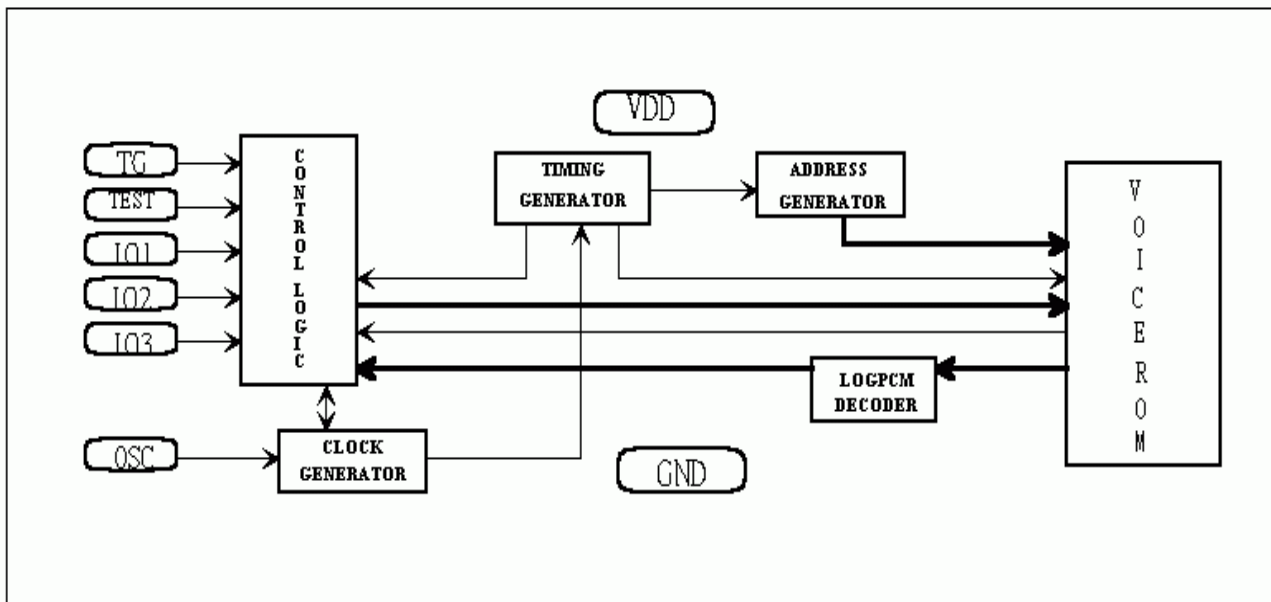 VDD
TG
TEST
IO1
IO2
IO3
OSC
CONTROL LOGIC
TIMING
GENERATOR
ADDRESS
GENERATOR
VOICE ROM
LOGPCM
DECODER
CLOCK
GENERATOR
GND